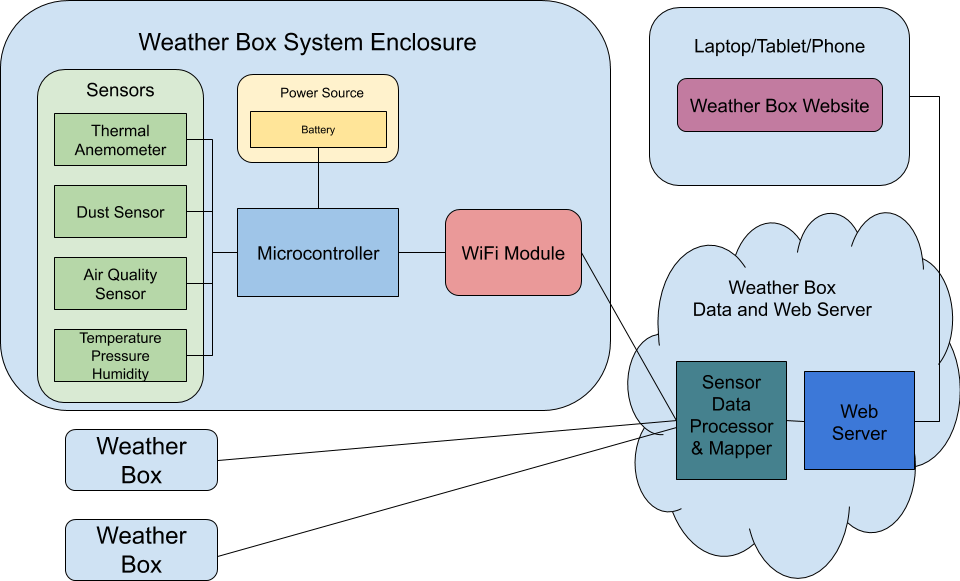 Weather Box System Enclosure
Sensors
Thermal
Anemometer
Dust Sensor
Air Quality
Sensor
Temperature
Pressure
Humidity
Power Source
Battery
Microcontroller
WiFi Module
Laptop/Tablet/Phone
Weather Box Website
Weather Box
Data and Web Server
Sensor
Data
Processor
& Mapper
Web
Server
Weather
Box
Weather
Box